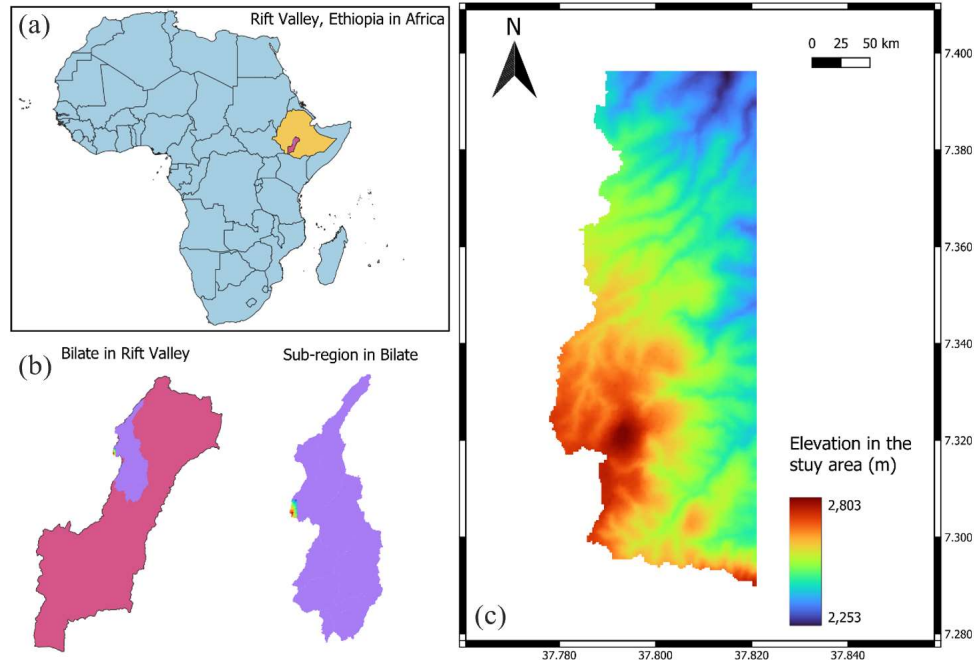 (a)
Rift Valley, Ethiopia in Africa
(b)
Bilate in Rift Valley
Sub-region in Bilate
N
0 25 50 km
7.400
7.380
7.360
7.340
7.320
7.300
7.280
Elevation in the
stuy area (m)
2,803
2,253
(c)
37.780 37.800 37.820 37.840